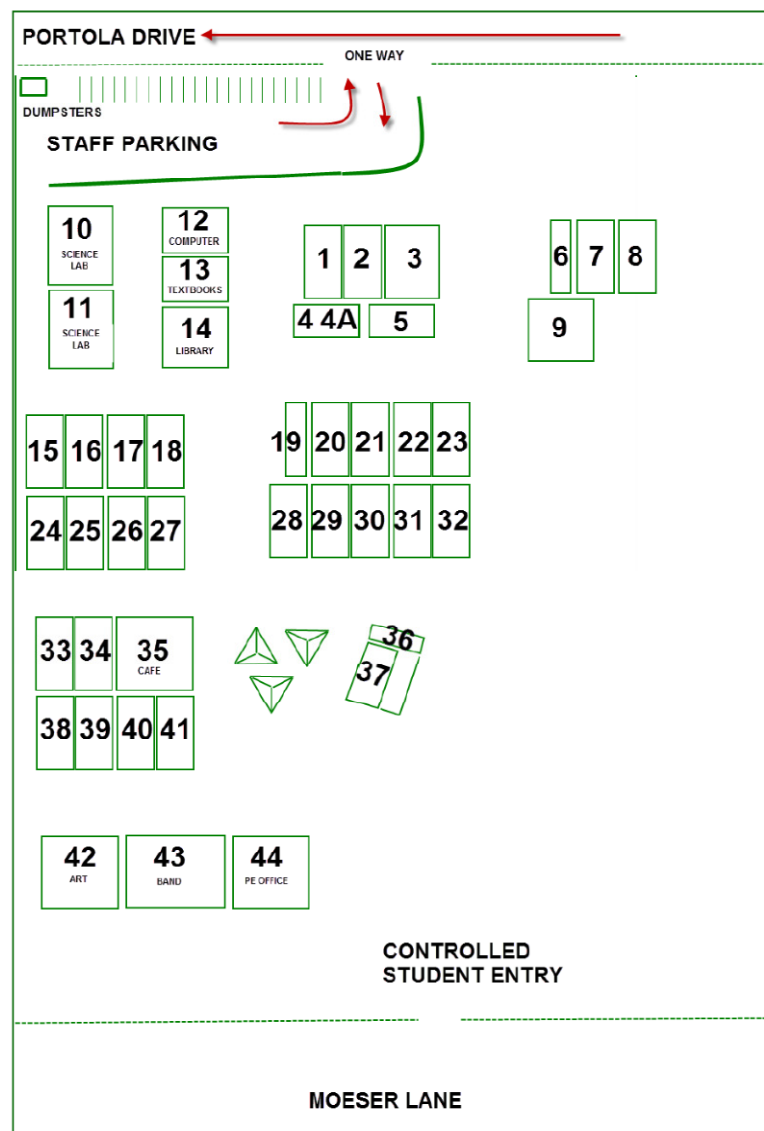 PORTOLA DRIVE
ONE WAY
DUMPSTERS
STAFF PARKING
10
SCIENCE
LAB
11
SCIENCE
LAB
12
COMPUTER
13
TEXTBOOKS
14
LIBRARY
1 2 3
4 4A 5
6 7 8
9
15 16 17 18
19 20 21 22 23
24 25 26 27
28 29 30 31 32
33 34 35
CAFE
36
37
38 39 40 41
42
ART
43
BAND
44
PE OFFICE
CONTROLLED
STUDENT ENTRY
MOESER LANE